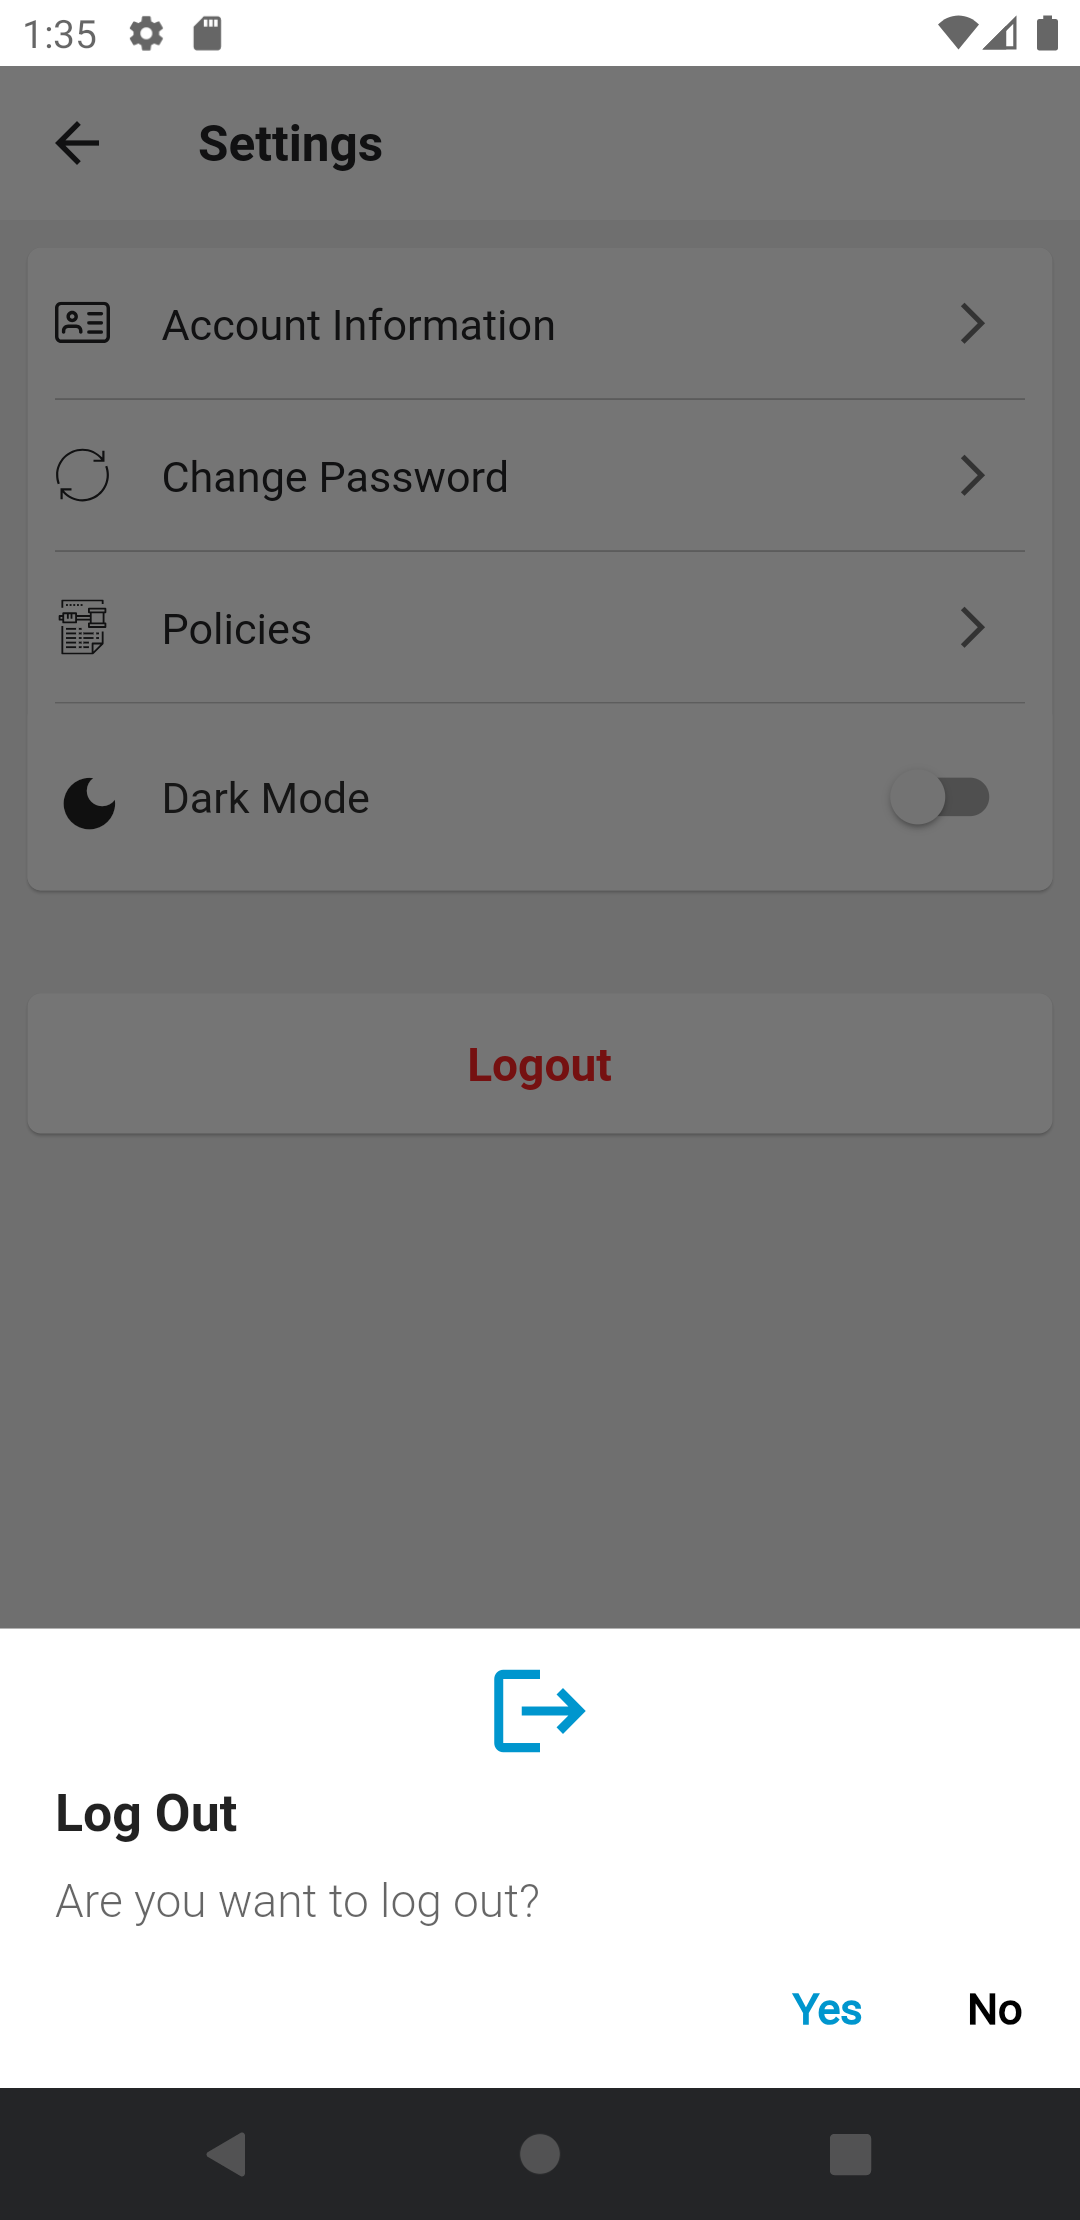 1:35
Settings
Account Information
Change Password
Policies
Dark Mode
Logout
Log Out
Are you want to log out?
Yes No